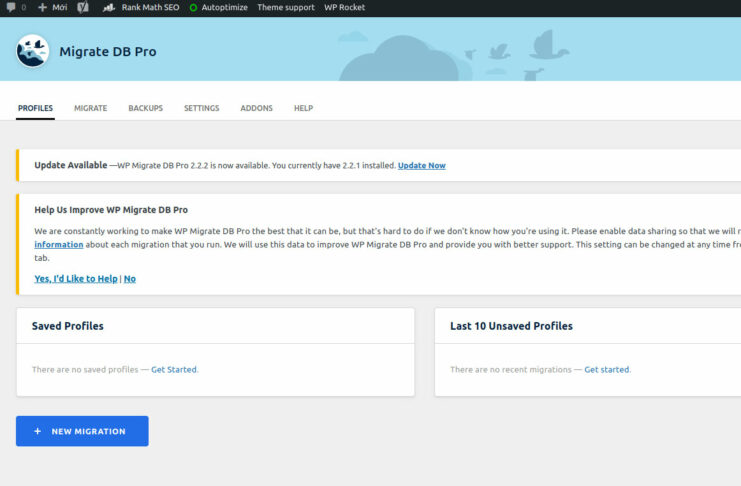 0 Mới Rank Math SEO Autoptimize Theme support WP Rocket
Migrate DB Pro
PROFILES MIGRATE BACKUPS SETTINGS ADDONS HELP
Update Available —WP Migrate DB Pro 2.2.2 is now available. You currently have 2.2.1 installed. Update Now
Help Us Improve WP Migrate DB Pro
We are constantly working to make WP Migrate DB Pro the best that it can be, but that's hard to do if we don't know how you're using it. Please enable data sharing so that we will r
information about each migration that you run. We will use this data to improve WP Migrate DB Pro and provide you with better support. This setting can be changed at any time fr
tab.
Yes, I'd Like to Help | No
Saved Profiles
There are no saved profiles — Get Started.
Last 10 Unsaved Profiles
There are no recent migrations — Get started.
+ NEW MIGRATION